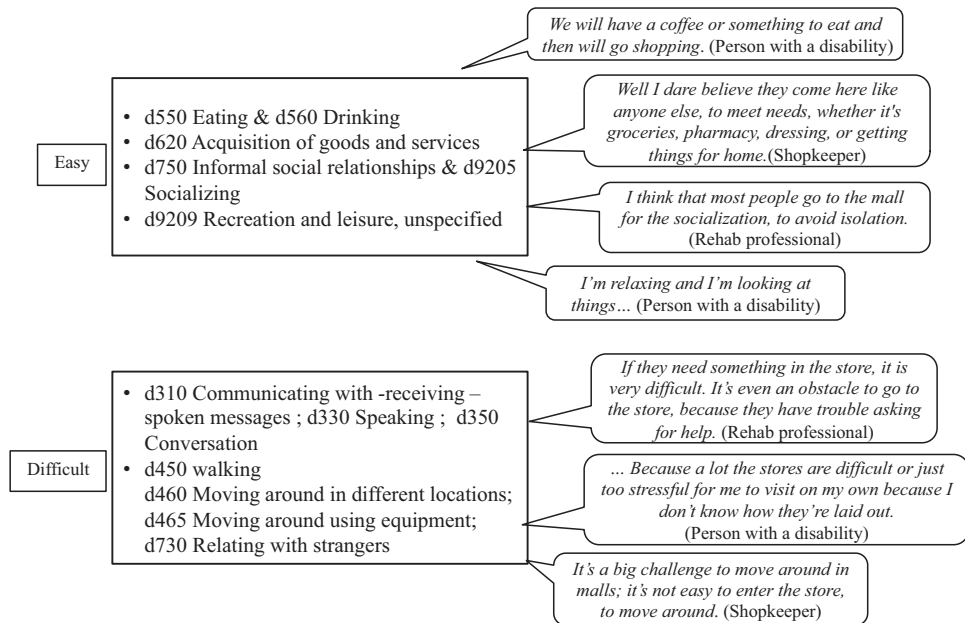 We will have a coffee or something to eat and
then will go shopping. (Person with a disability)
Easy
• d550 Eating & d560 Drinking
• d620 Acquisition of goods and services
• d750 Informal social relationships & d9205
Socializing
• d9209 Recreation and leisure, unspecified
Well I dare believe they come here like
anyone else, to meet needs, whether it's
groceries, pharmacy, dressing, or getting
things for home.(Shopkeeper)
I think that most people go to the mall
for the socialization, to avoid isolation.
(Rehab professional)
I'm relaxing and I'm looking at
things… (Person with a disability)
Difficult
• d310 Communicating with -receiving –
spoken messages ; d330 Speaking ; d350
Conversation
• d450 walking
d460 Moving around in different locations;
d465 Moving around using equipment;
d730 Relating with strangers
If they need something in the store, it is
very difficult. It's even an obstacle to go to
the store, because they have trouble asking
for help. (Rehab professional)
... Because a lot the stores are difficult or just
too stressful for me to visit on my own because I
don't know how they're laid out.
(Person with a disability)
It's a big challenge to move around in
malls; it's not easy to enter the store,
to move around. (Shopkeeper)